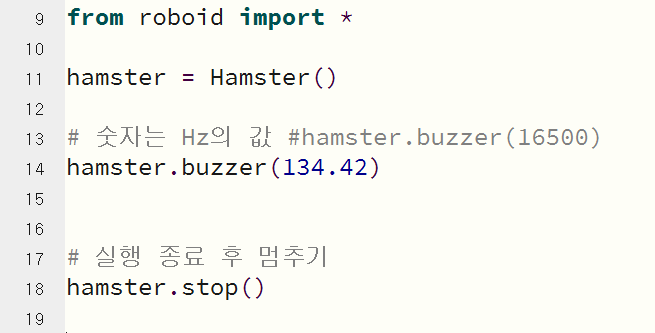 9 from roboid import *
10
11 hamster = Hamster()
12
13 # 숫자는 Hz의 값 #hamster.buzzer(16500)
14 hamster.buzzer(134.42)
15
16
17 # 실행 종료 후 멈추기
18 hamster.stop()
19